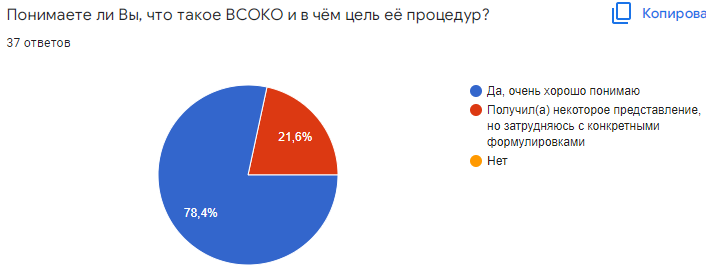 Понимаете ли Вы, что такое ВСОКО и в чём цель её процедур?
Копирова
37 ответов
Да, очень хорошо понимаю
Получил(а) некоторое представление,
но затрудняюсь с конкретными
формулировками
Нет
21,6%
78,4%